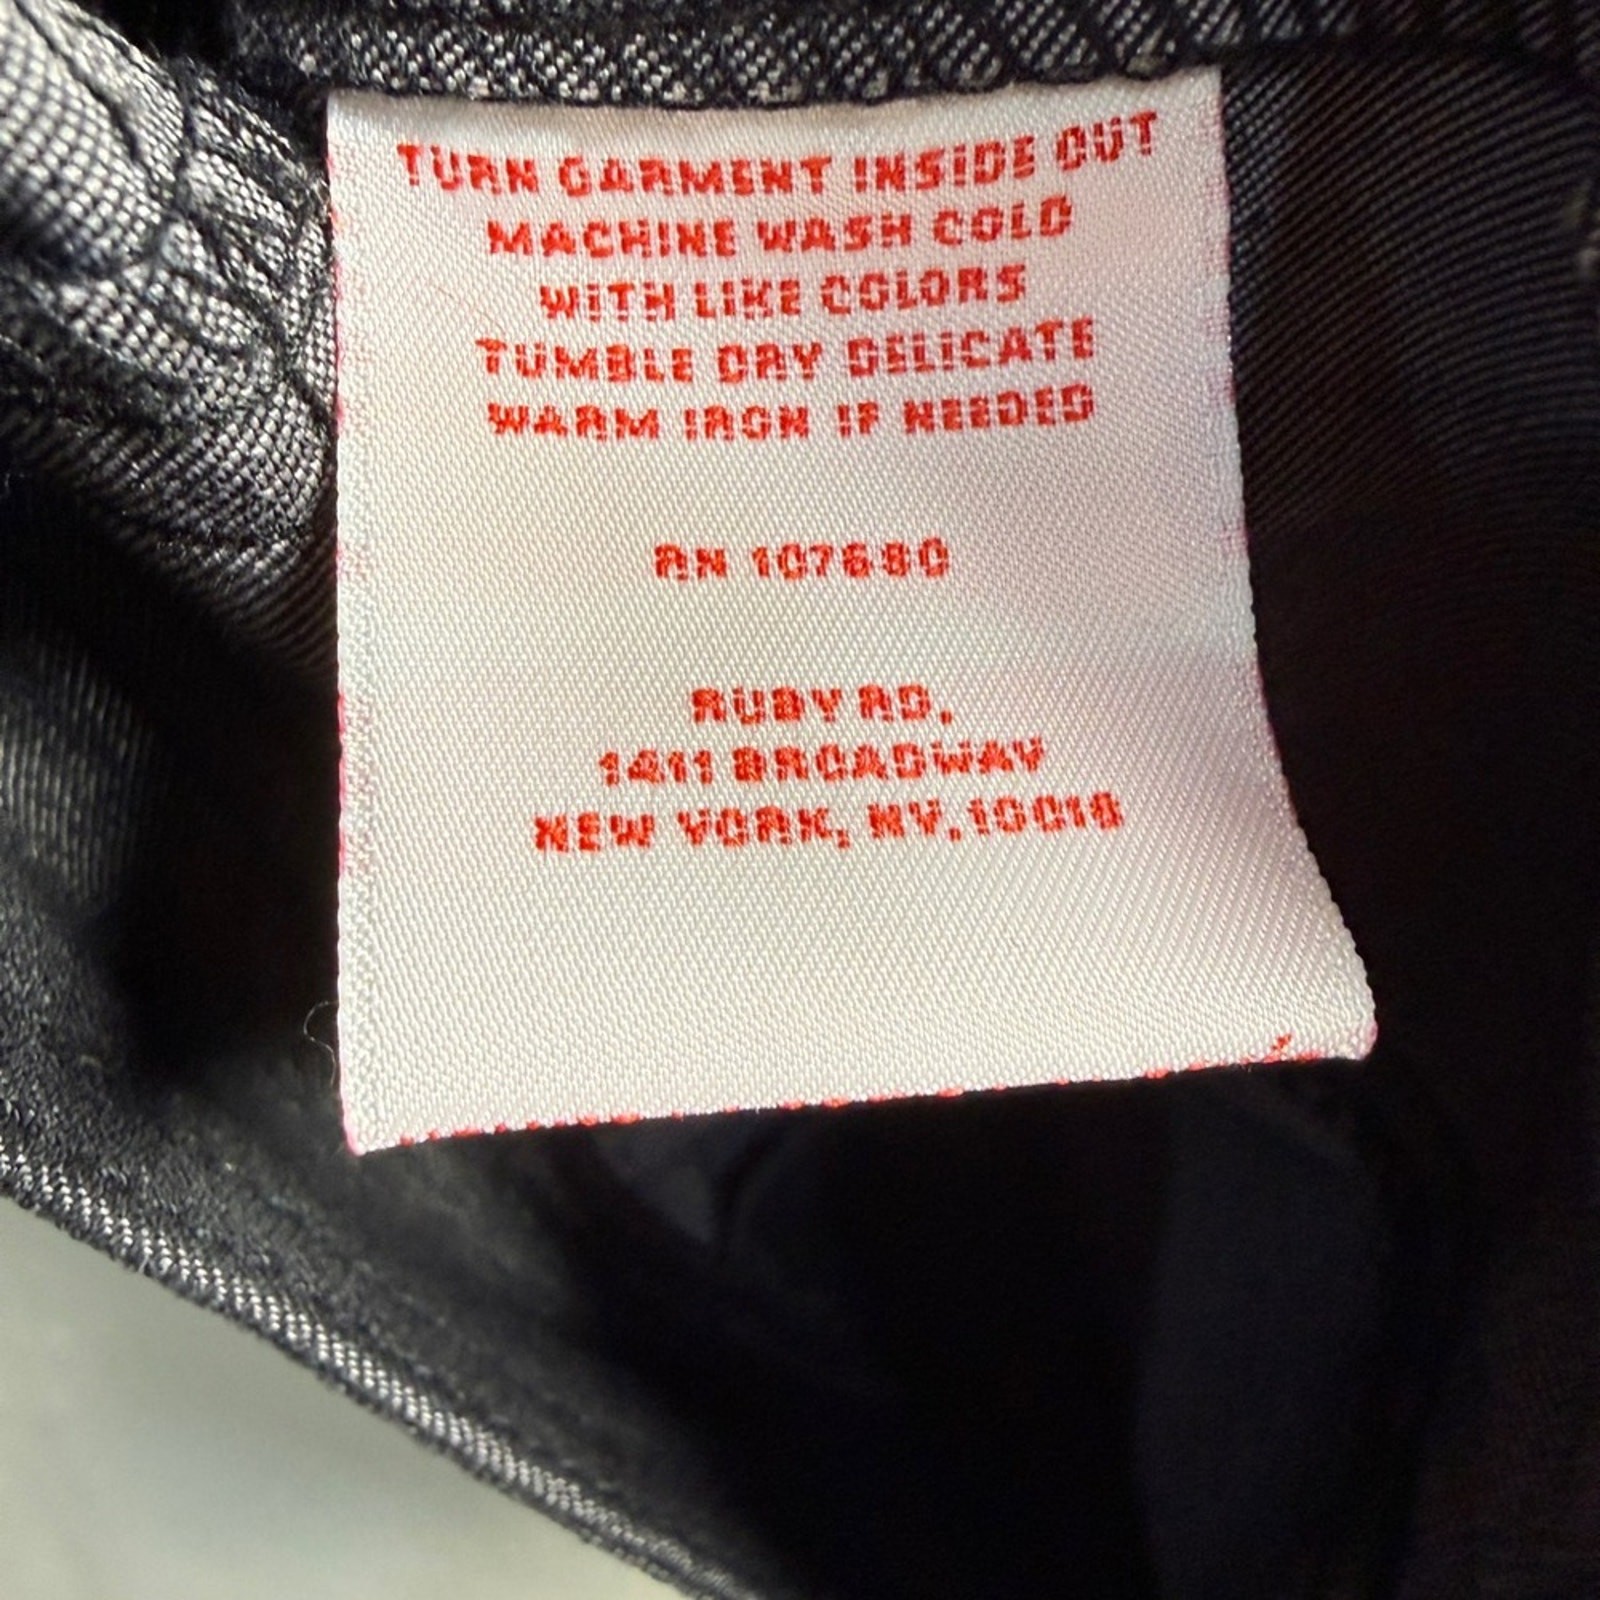 TURN GARMENT INSIDE OUT
MACHINE WASH COLD
WITH LIKE COLORS
TUMBLE DRY DELICATE
WARM IRON IF NEEDED
RN 107680
RUBY RD.
1411 BROADWAY
NEW YORK, NY. 10018